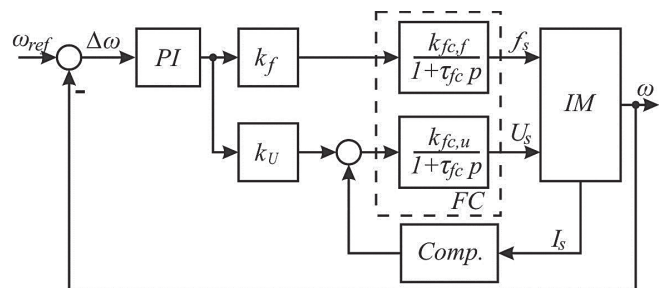 ω_ref
Δω
-
PI
k_f
k_U
k_fc,f
1+τ_fc p
k_fc,u
1+τ_fc p
FC
f_s
U_s
IM
ω
I_s
Comp.